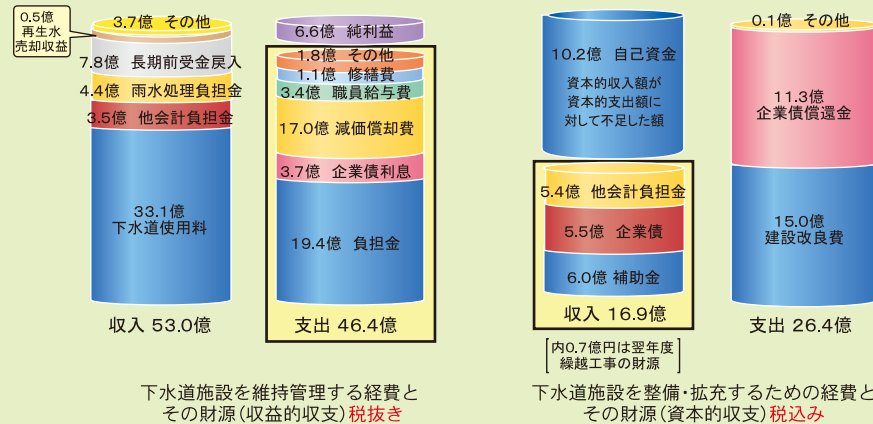 0.5億
再生水
売却収益
3.7億 その他
7.8億 長期前受金戻入
4.4億 雨水処理負担金
3.5億 他会計負担金
33.1億
下水道使用料
収入 53.0億
6.6億 純利益
1.8億 その他
1.1億 修繕費
3.4億 職員給与費
17.0億 減価償却費
3.7億 企業債利息
19.4億 負担金
支出 46.4億
下水道施設を維持管理する経費と
その財源(収益的収支)税抜き
10.2億 自己資金
資本的収入額が
資本的支出額に
対して不足した額
5.4億 他会計負担金
5.5億 企業債
6.0億 補助金
収入 16.9億
[内0.7億円は翌年度
繰越工事の財源]
0.1億 その他
11.3億
企業債償還金
15.0億
建設改良費
支出 26.4億
下水道施設を整備・拡充するための経費と
その財源(資本的収支)税込み